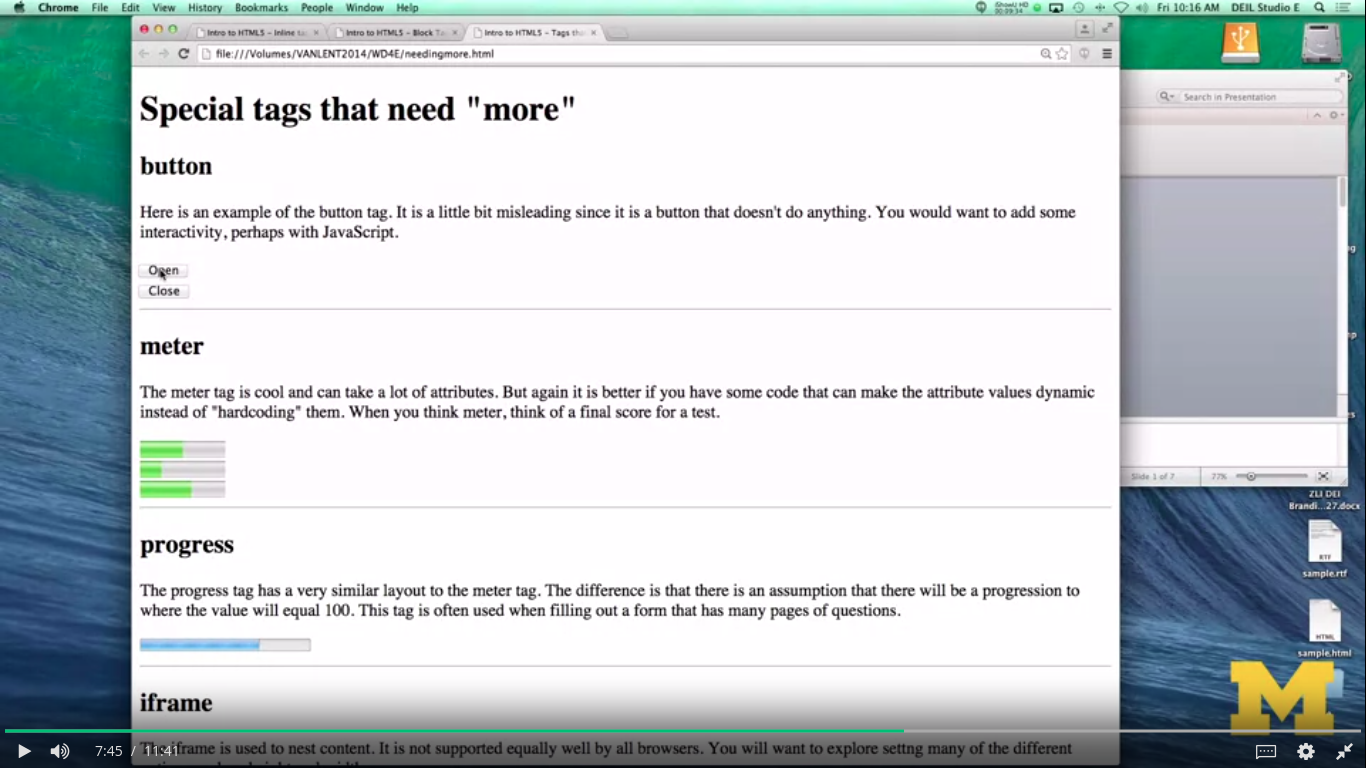 Chrome File Edit View History Bookmarks People Window Help
Fri 10:16 AM DEIL Studio E
Intro to HTML5 – Inline
Intro to HTML5 – Block
Intro to HTML5 – Tags
file:///Volumes/VANLENT2014/WD4E/needingmore.html
Search in Presentation
Special tags that need "more"
button
Here is an example of the button tag. It is a little bit misleading since it is a button that doesn't do anything. You would want to add some
interactivity, perhaps with JavaScript.
Open
Close
meter
The meter tag is cool and can take a lot of attributes. But again it is better if you have some code that can make the attribute values dynamic
instead of "hardcoding" them. When you think meter, think of a final score for a test.
Slide 1 of 7 77%
ZLI DEI
Brandi...27.docx
progress
The progress tag has a very similar layout to the meter tag. The difference is that there is an assumption that there will be a progression to
where the value will equal 100. This tag is often used when filling out a form that has many pages of questions.
RTF
sample.rtf
HTML
sample.html
iframe
The iframe is used to nest content. It is not supported equally well by all browsers. You will want to explore settng many of the different
M
7:45 / 11:41